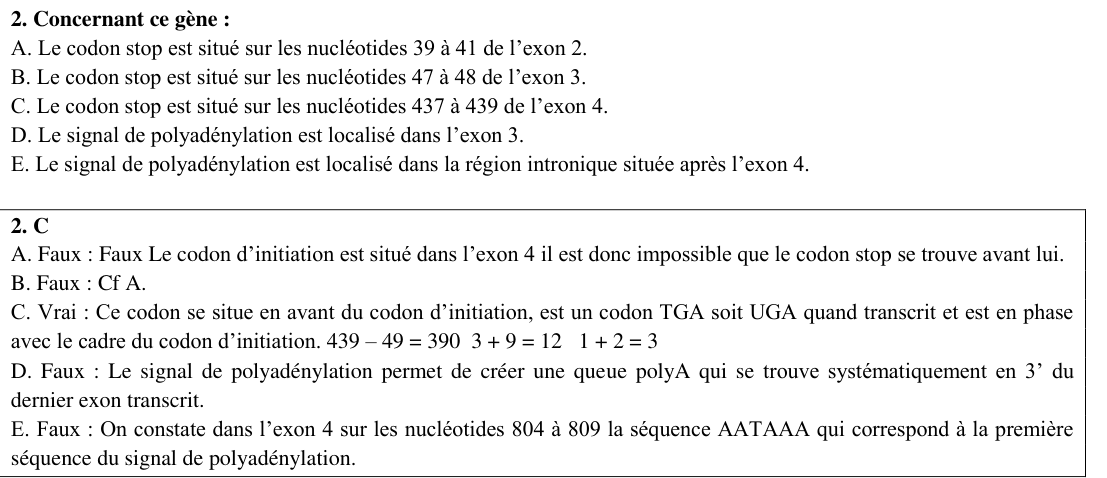 2. Concernant ce gène :
A. Le codon stop est situé sur les nucléotides 39 à 41 de l’exon 2.
B. Le codon stop est situé sur les nucléotides 47 à 48 de l’exon 3.
C. Le codon stop est situé sur les nucléotides 437 à 439 de l’exon 4.
D. Le signal de polyadénylation est localisé dans l’exon 3.
E. Le signal de polyadénylation est localisé dans la région intronique située après l’exon 4.
2. C
A. Faux : Faux Le codon d’initiation est situé dans l’exon 4 il est donc impossible que le codon stop se trouve avant lui.
B. Faux : Cf A.
C. Vrai : Ce codon se situe en avant du codon d’initiation, est un codon TGA soit UGA quand transcrit et est en phase
avec le cadre du codon d’initiation. 439 – 49 = 390 3 + 9 = 12 1 + 2 = 3
D. Faux : Le signal de polyadénylation permet de créer une queue polyA qui se trouve systématiquement en 3’ du
dernier exon transcrit.
E. Faux : On constate dans l’exon 4 sur les nucléotides 804 à 809 la séquence AATAAA qui correspond à la première
séquence du signal de polyadénylation.